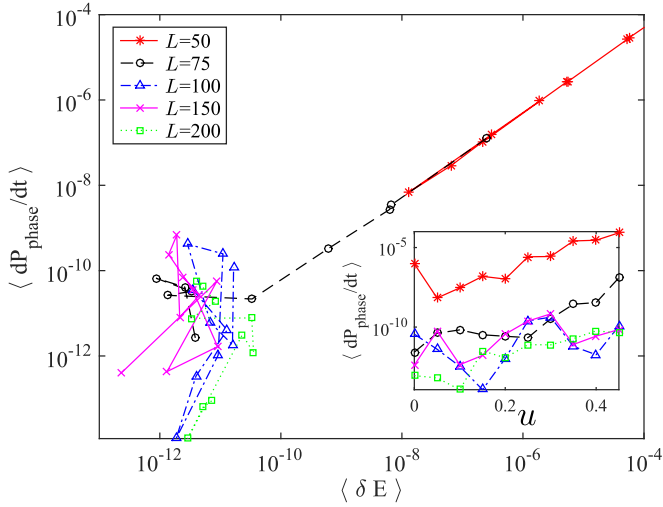 10⁻⁴
10⁻⁶
10⁻⁸
10⁻¹⁰
10⁻¹²
⟨ dP_phase/dt ⟩
L=50
L=75
L=100
L=150
L=200
10⁻⁵
10⁻¹⁰
⟨ dP_phase/dt ⟩
0
0.2
0.4
u
10⁻¹²
10⁻¹⁰
10⁻⁸
10⁻⁶
10⁻⁴
⟨ δ E ⟩